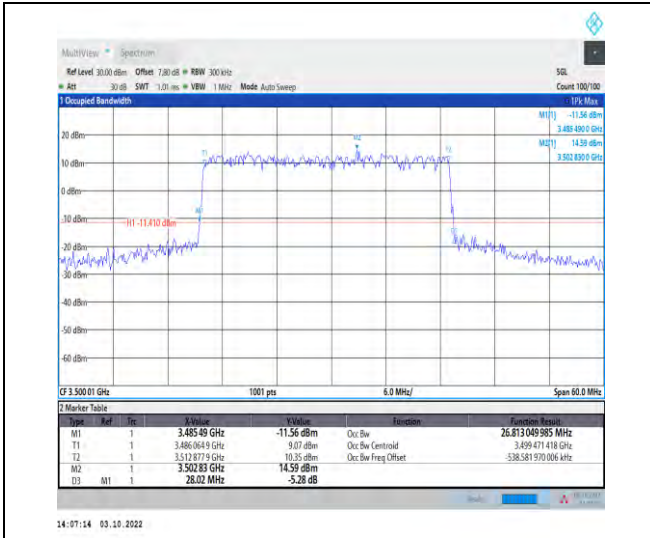 MultiView Spectrum
Ref Level 30.00 dBm Offset 7.80 dB RBW 300 kHz SGL
Att 30 dB SWT 1.01 ms VBW 1 MHz Mode Auto Sweep Count 100/100
1 Occupied Bandwidth 1Pk Max
M1[1] -11.56 dBm
3.485 490 0 GHz
M2[1] 14.59 dBm
3.502 830 0 GHz
20 dBm
M2
T1 T2
10 dBm
0 dBm
-10 dBm
H1 -11.410 dBm
-20 dBm
-30 dBm
-40 dBm
-50 dBm
-60 dBm
CF 3.500 01 GHz 1001 pts 6.0 MHz/ Span 60.0 MHz
2 Marker Table
Type Ref Trc X-Value Y-Value Function Function Result
M1 1 3.485 49 GHz -11.56 dBm Occ Bw 26.813 049 985 MHz
T1 1 3.486 064 9 GHz 9.07 dBm Occ Bw Centroid 3.499 471 418 GHz
T2 1 3.512 877 9 GHz 10.35 dBm Occ Bw Freq Offset -538.581 970 006 kHz
M2 1 3.502 83 GHz 14.59 dBm
D3 M1 1 28.02 MHz -5.28 dB
14:07:14 03.10.2022